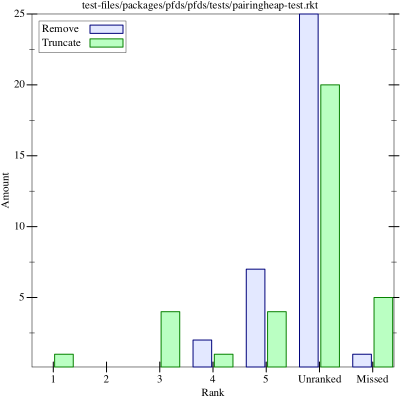 test-files/packages/pfds/pfds/tests/pairingheap-test.rkt
Remove
Truncate
25
20
15
10
5
Amount
1 2 3 4 5 Unranked Missed
Rank